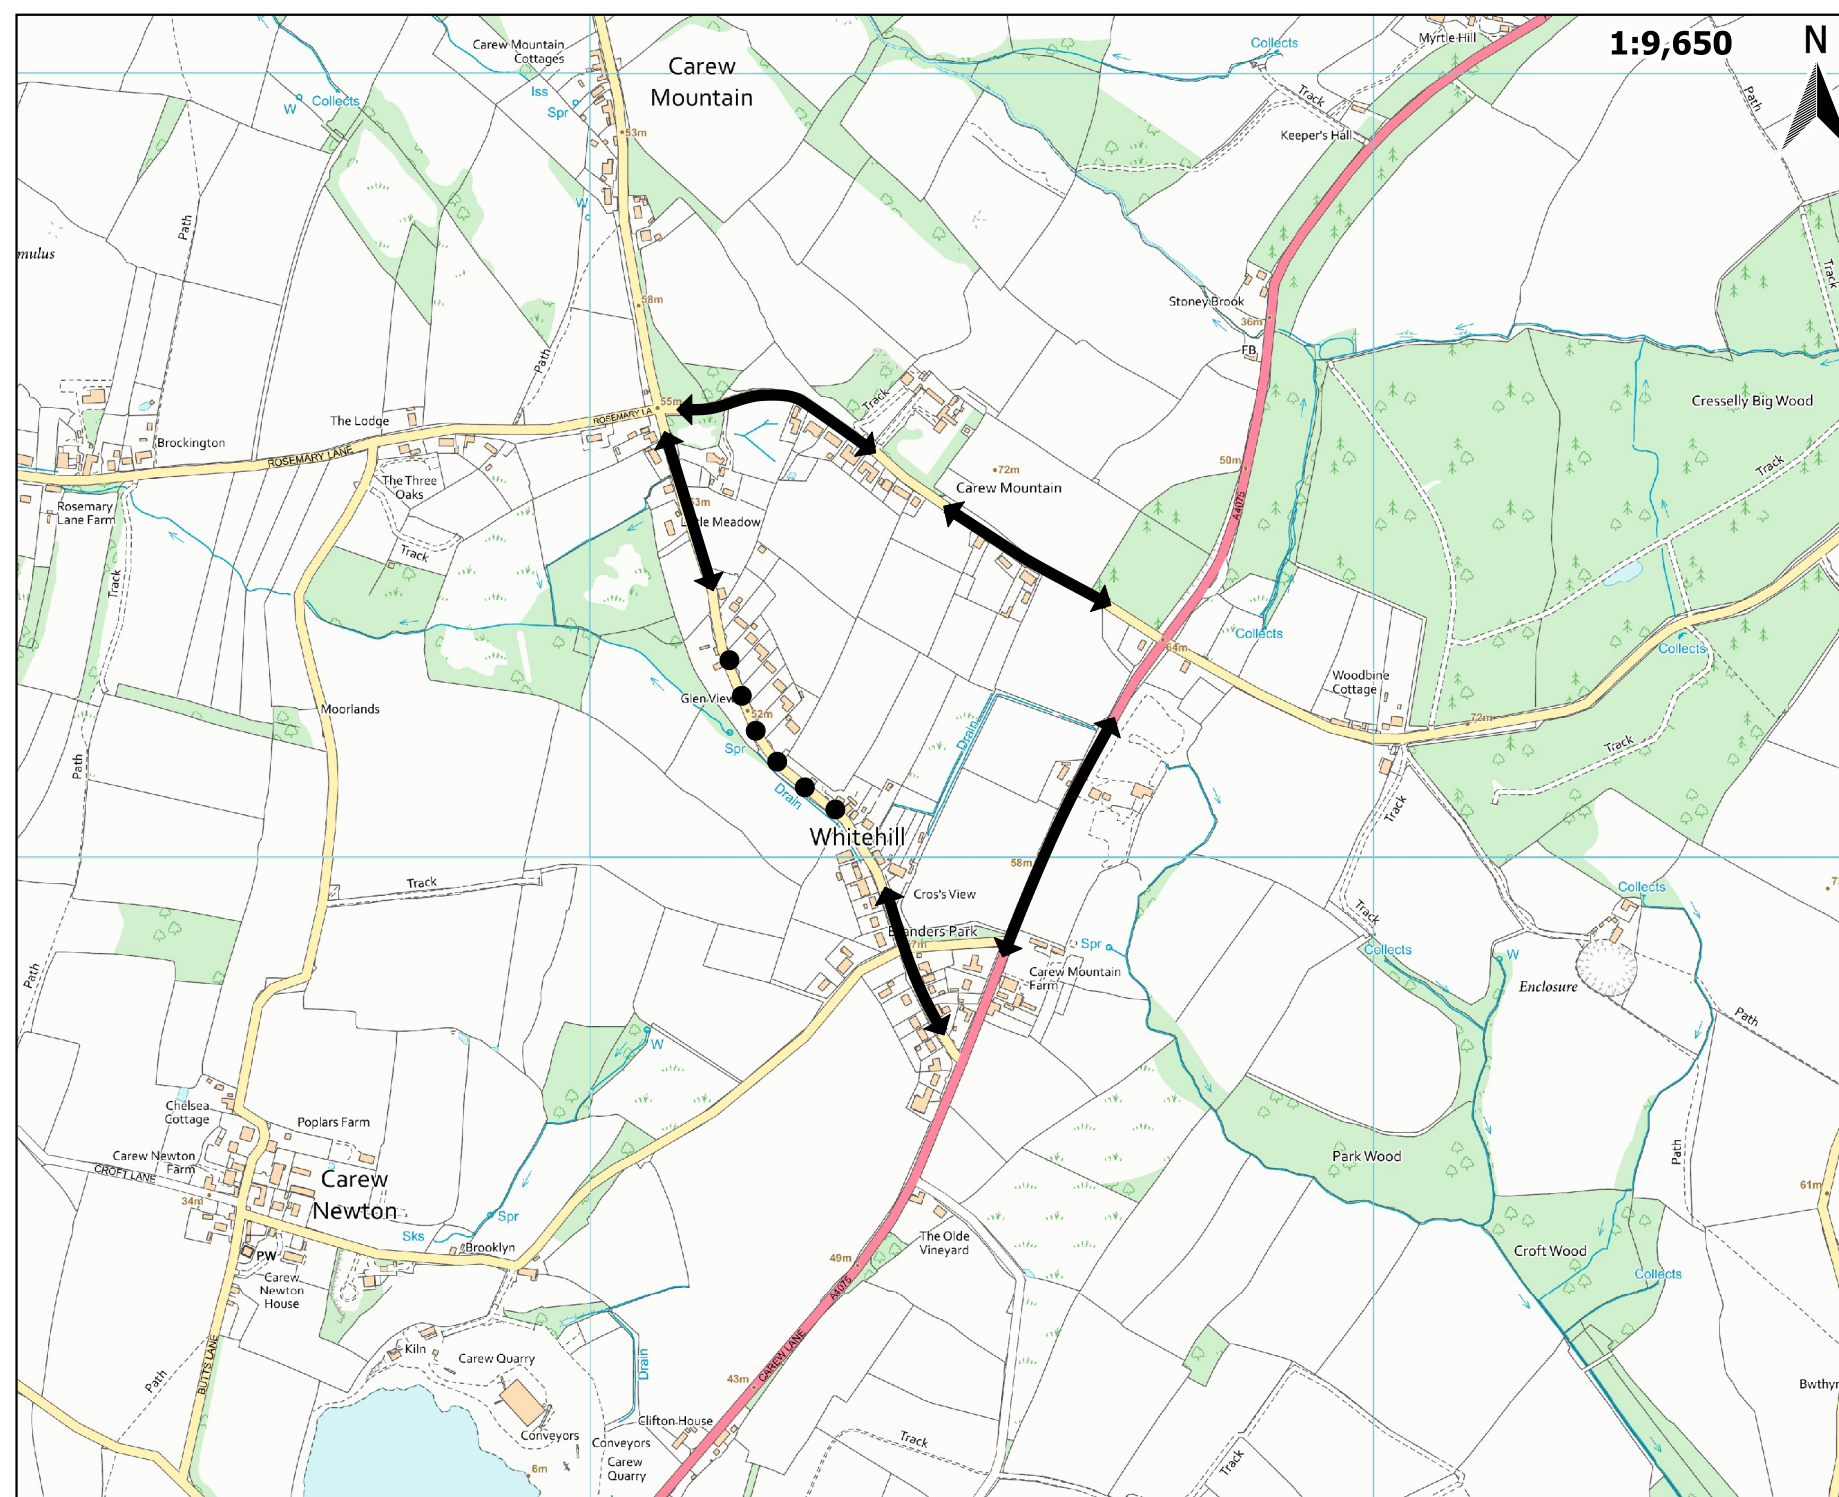 1:9,650
N
Carew Mountain
Cottages
Carew
Mountain
Collects
Myrtle Hill
W
Collects
Iss
Spr
53m
Track
Keeper's Hall
Path
W
Path
mulus
Track
58m
Stoney Brook
36m
FB
Path
55m
ROSEMARY LA
The Lodge
Brockington
ROSEMARY LANE
Track
Cresselly Big Wood
The Three
Oaks
Rosemary
Lane Farm
72m
Carew Mountain
50m
A4075
Track
Track
Track
Collects
64m
Collects
Woodbine
Cottage
Glen View
52m
Spr
Moorlands
Drain
72m
Track
Path
Drain
Whitehill
Track
58m
Track
Cros's View
Collects
Track
Collects
W
Spr
Carew Mountain
Farm
Enclosure
Path
Path
W
Chelsea
Cottage
Poplars Farm
Carew Newton
Farm
CROFT LANE
34m
Carew
Newton
Park Wood
Path
61m
Spr
Sks
Brooklyn
PW
Carew
Newton
House
The Olde
Vineyard
49m
A4075
Croft Wood
Collects
Kiln
Carew Quarry
Drain
CAREW LANE
43m
BUTTS LANE
Path
Bwthyn
Clifton House
Conveyors
Conveyors
Carew
Quarry
6m
Track
Track